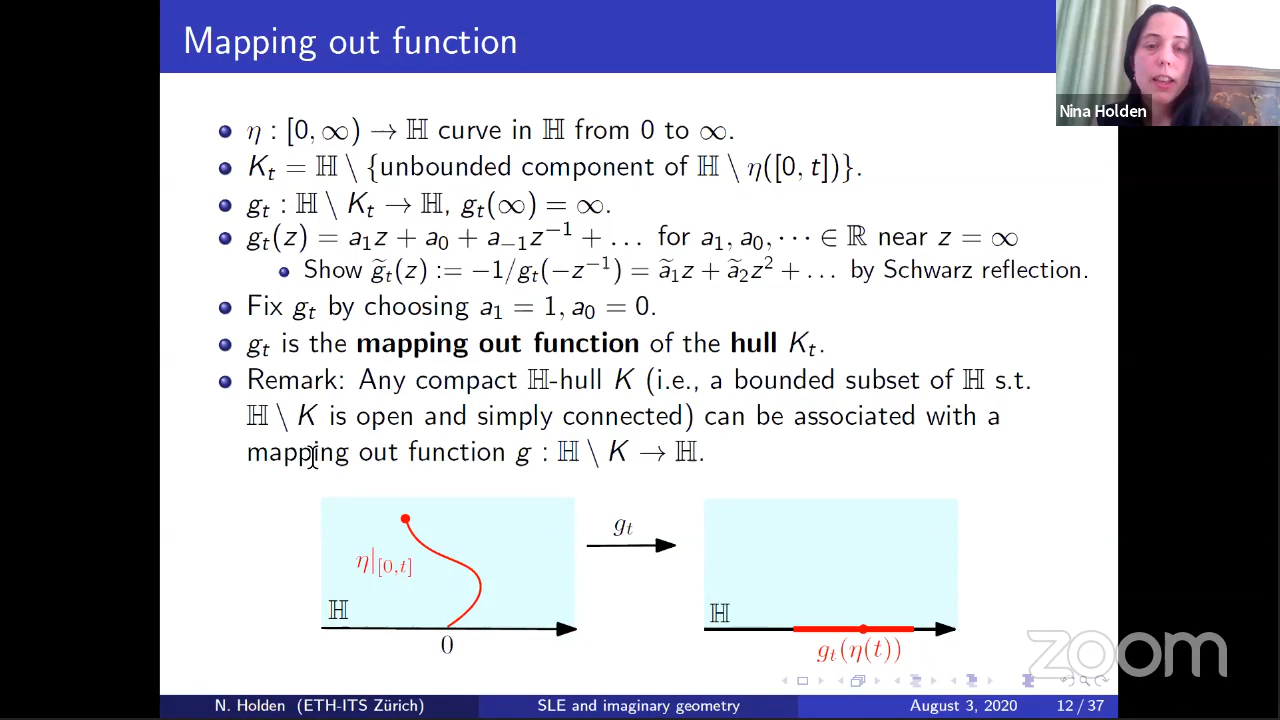 Mapping out function
Nina Holden
η : [0, ∞) → ℍ curve in ℍ from 0 to ∞.
K_t = ℍ \ {unbounded component of ℍ \ η([0, t])}.
g_t : ℍ \ K_t → ℍ, g_t(∞) = ∞.
g_t(z) = a_1z + a_0 + a_{-1}z^{-1} + … for a_1, a_0, ⋯ ∈ ℝ near z = ∞
Show g̃_t(z) := −1/g_t(−z^{-1}) = ã_1z + ã_2z^2 + … by Schwarz reflection.
Fix g_t by choosing a_1 = 1, a_0 = 0.
g_t is the mapping out function of the hull K_t.
Remark: Any compact ℍ-hull K (i.e., a bounded subset of ℍ s.t.
ℍ \ K is open and simply connected) can be associated with a
mapping out function g : ℍ \ K → ℍ.
η|_{[0,t]}
ℍ
0
g_t
ℍ
g_t(η(t))
zoom
N. Holden (ETH-ITS Zürich)
SLE and imaginary geometry
August 3, 2020
12 / 37